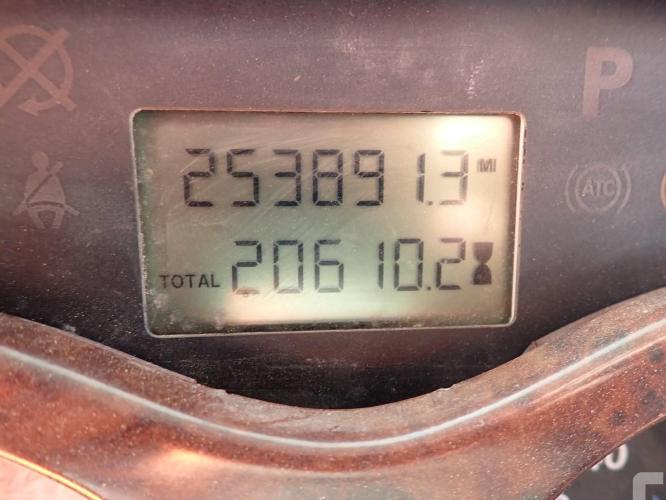 P
253891.3 MI
ATC
TOTAL 20610.2